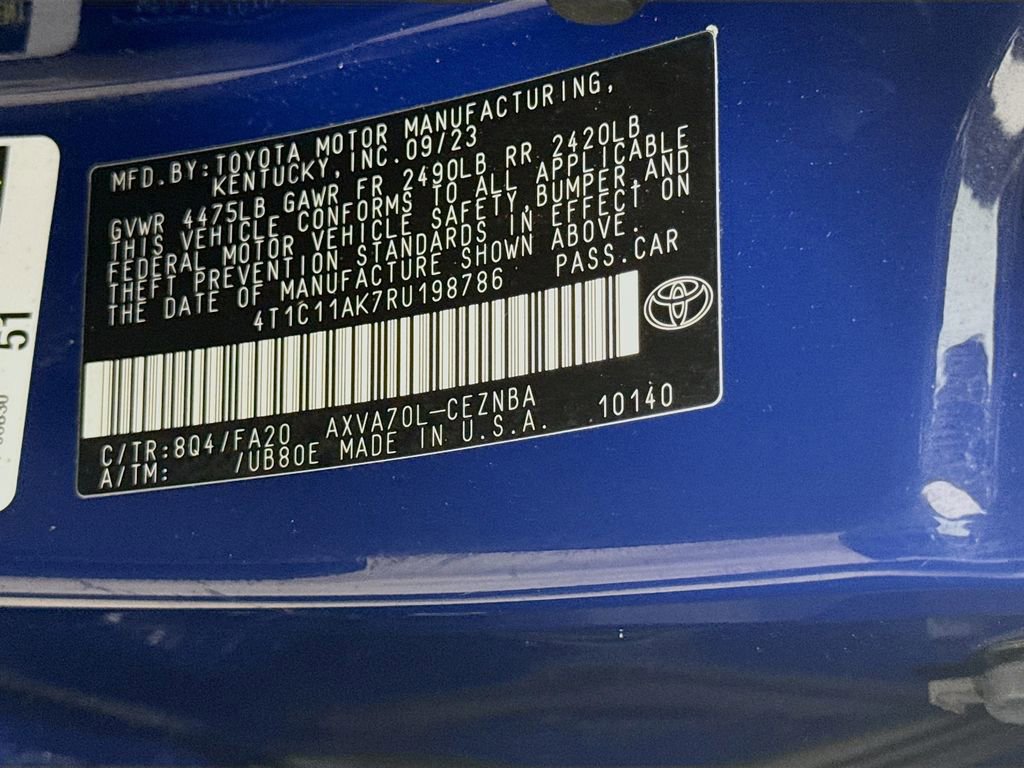 MFD.BY:TOYOTA MOTOR MANUFACTURING,
KENTUCKY,INC.09/23
GVWR 4475LB GAWR FR 2490LB RR 2420LB
THIS VEHICLE CONFORMS TO ALL APPLICABLE
FEDERAL MOTOR VEHICLE SAFETY,BUMPER,AND
THEFT PREVENTION STANDARDS IN EFFECT ON
THE DATE OF MANUFACTURE SHOWN ABOVE.
4T1C11AK7RU198786 PASS.CAR
C/TR:8Q4/FA20 AXVA70L-CEZNBA 10140
A/TM: /UB80E MADE IN U.S.A.
51